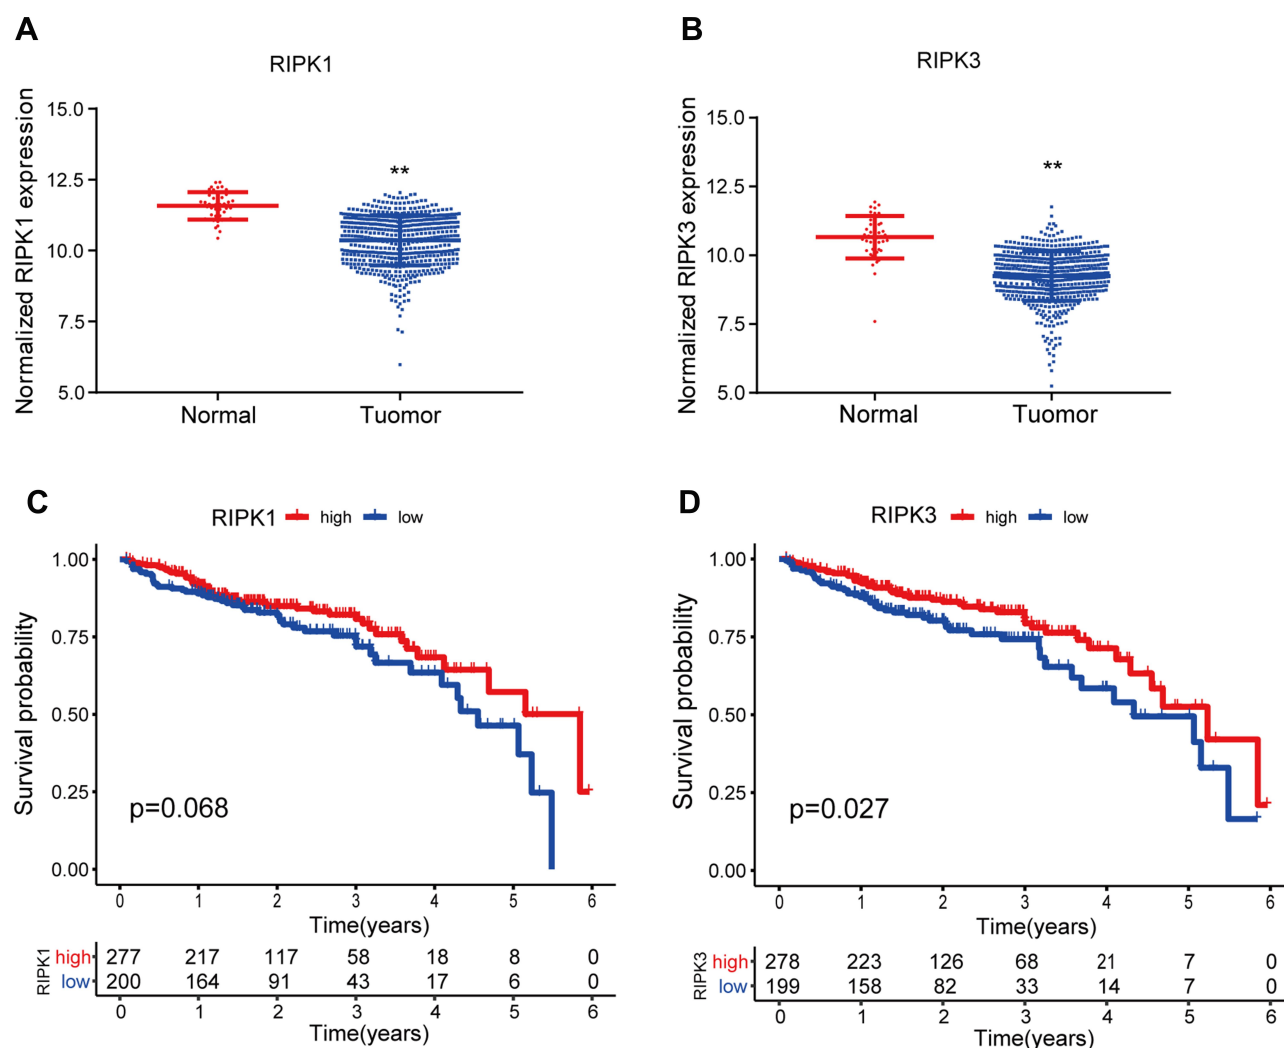 A
RIPK1
Normalized RIPK1 expression
15.0
12.5
10.0
7.5
5.0
**
Normal
Tuomor
B
RIPK3
Normalized RIPK3 expression
15.0
12.5
10.0
7.5
5.0
**
Normal
Tuomor
C
RIPK1 high low
Survival probability
1.00
0.75
0.50
0.25
0.00
p=0.068
0 1 2 3 4 5 6
Time(years)
RIPK1
high 277 217 117 58 18 8 0
low 200 164 91 43 17 6 0
0 1 2 3 4 5 6
Time(years)
D
RIPK3 high low
Survival probability
1.00
0.75
0.50
0.25
0.00
p=0.027
0 1 2 3 4 5 6
Time(years)
RIPK3
high 278 223 126 68 21 7 0
low 199 158 82 33 14 7 0
0 1 2 3 4 5 6
Time(years)